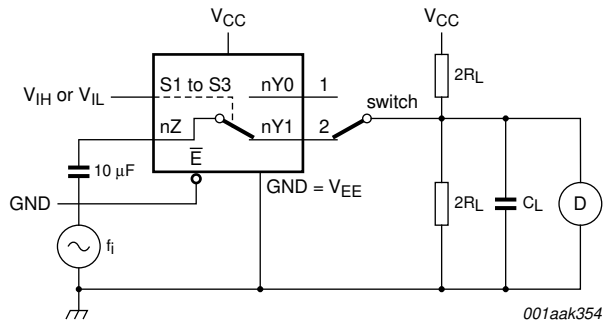 VCC VCC
S1 to S3 nY0 1 2RL
VIH or VIL switch
nZ nY1 2
E̅
10 μF
GND GND = VEE 2RL CL D
fi
001aak354